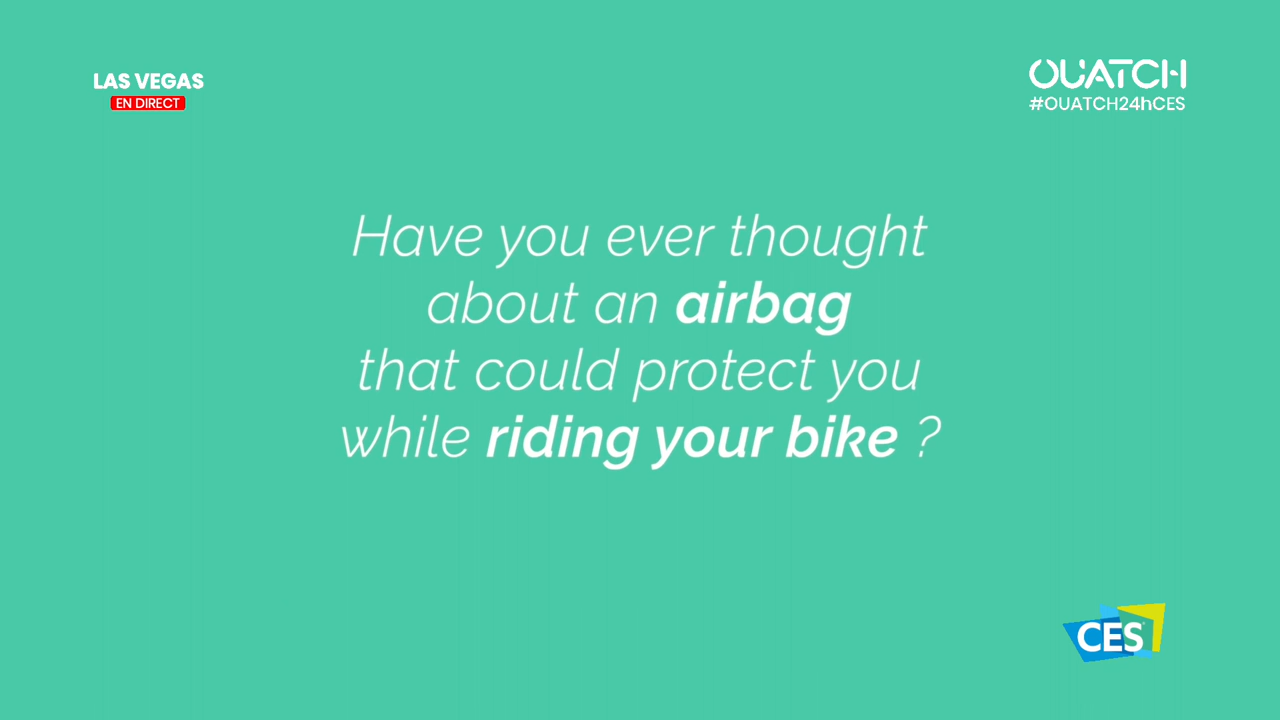 LAS VEGAS
EN DIRECT
OUATCH
#OUATCH24hCES
Have you ever thought
about an airbag
that could protect you
while riding your bike ?
CES